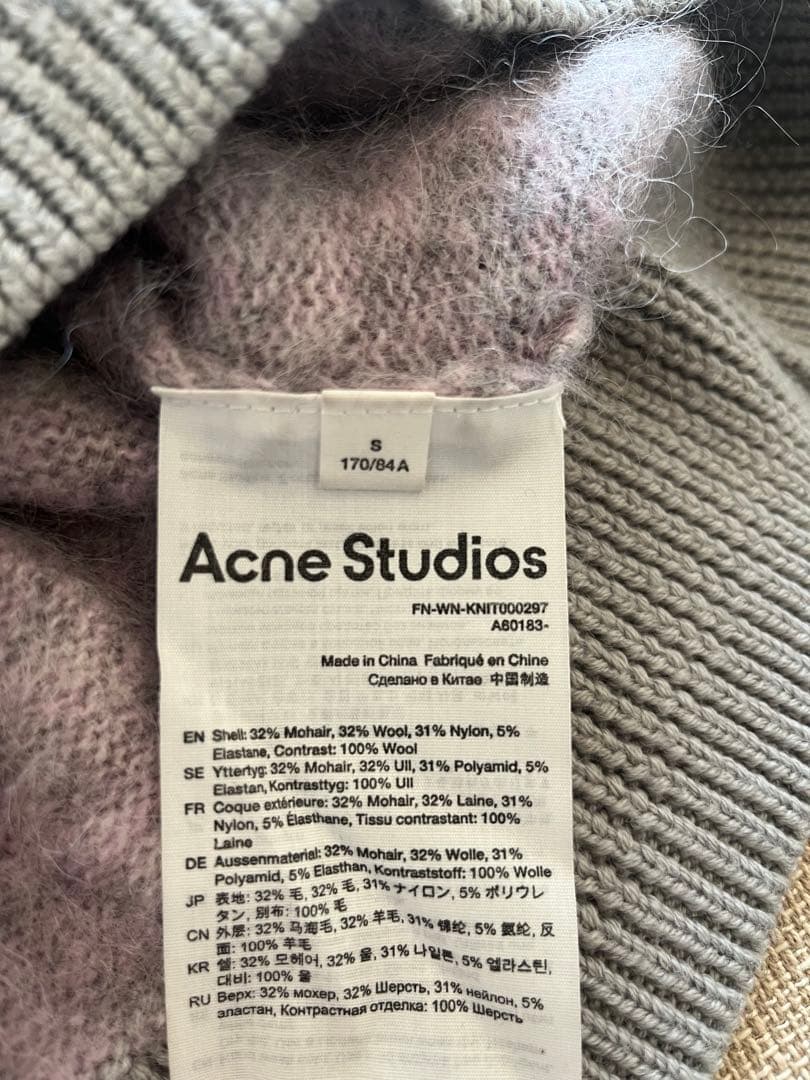 S
170/84A
Acne Studios
FN-WN-KNIT000297
A60183-
Made in China Fabriqué en Chine
Сделано в Китае 中国制造
EN Shell: 32% Mohair, 32% Wool, 31% Nylon, 5%
Elastane, Contrast: 100% Wool
SE Yttertyg: 32% Mohair, 32% Ull, 31% Polyamid, 5%
Elastan, Kontrasttyg: 100% Ull
FR Coque extérieure: 32% Mohair, 32% Laine, 31%
Nylon, 5% Élasthane, Tissu contrastant: 100%
Laine
DE Aussenmaterial: 32% Mohair, 32% Wolle, 31%
Polyamid, 5% Elasthan, Kontraststoff: 100% Wolle
JP 表地: 32% 毛, 32% 毛, 31% ナイロン, 5% ポリウレ
タン, 別布: 100% 毛
CN 外层: 32% 马海毛, 32% 羊毛, 31% 锦纶, 5% 氨纶, 反
面: 100% 羊毛
KR 쉘: 32% 모헤어, 32% 울, 31% 나일론, 5% 엘라스틴,
대비: 100% 울
RU Верх: 32% мохер, 32% Шерсть, 31% нейлон, 5%
эластан, Контрастная отделка: 100% Шерсть